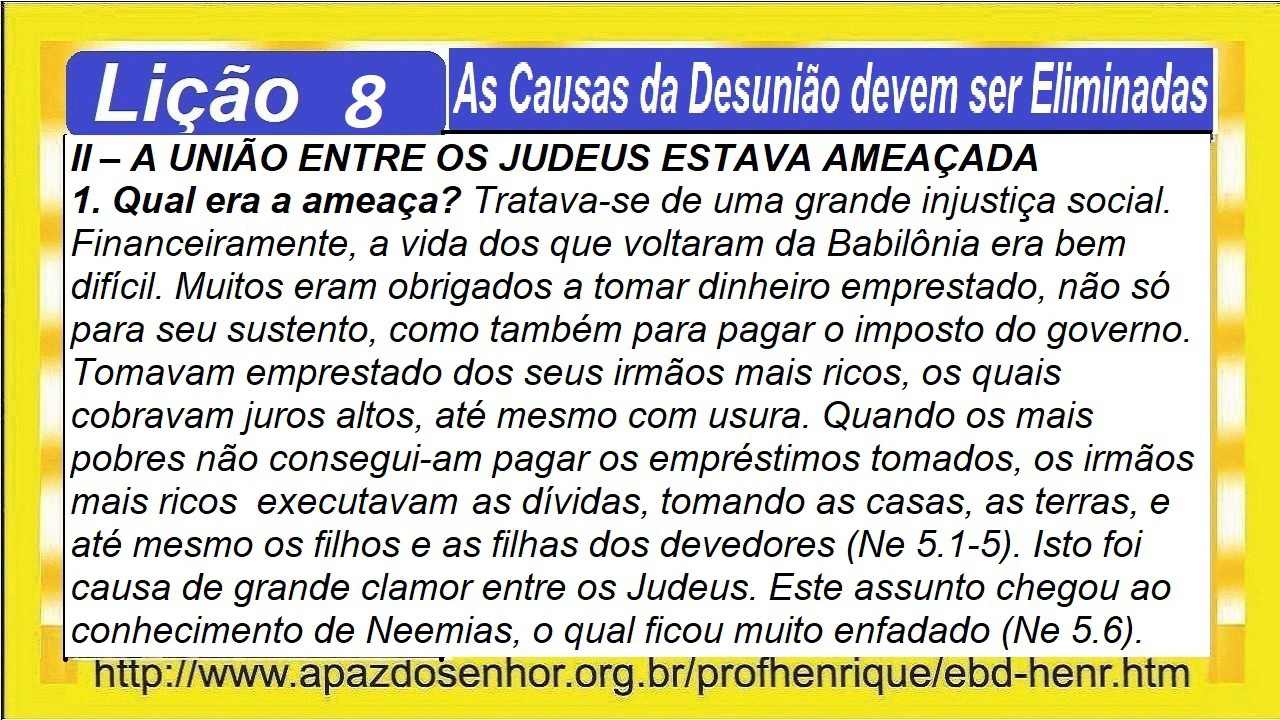 Lição 8
As Causas da Desunião devem ser Eliminadas
II – A UNIÃO ENTRE OS JUDEUS ESTAVA AMEAÇADA
1. Qual era a ameaça? Tratava-se de uma grande injustiça social.
Financeiramente, a vida dos que voltaram da Babilônia era bem
difícil. Muitos eram obrigados a tomar dinheiro emprestado, não só
para seu sustento, como também para pagar o imposto do governo.
Tomavam emprestado dos seus irmãos mais ricos, os quais
cobravam juros altos, até mesmo com usura. Quando os mais
pobres não consegui-am pagar os empréstimos tomados, os irmãos
mais ricos  executavam as dívidas, tomando as casas, as terras, e
até mesmo os filhos e as filhas dos devedores (Ne 5.1-5). Isto foi
causa de grande clamor entre os Judeus. Este assunto chegou ao
conhecimento de Neemias, o qual ficou muito enfadado (Ne 5.6).
http://www.apazdosenhor.org.br/profhenrique/ebd-henr.htm